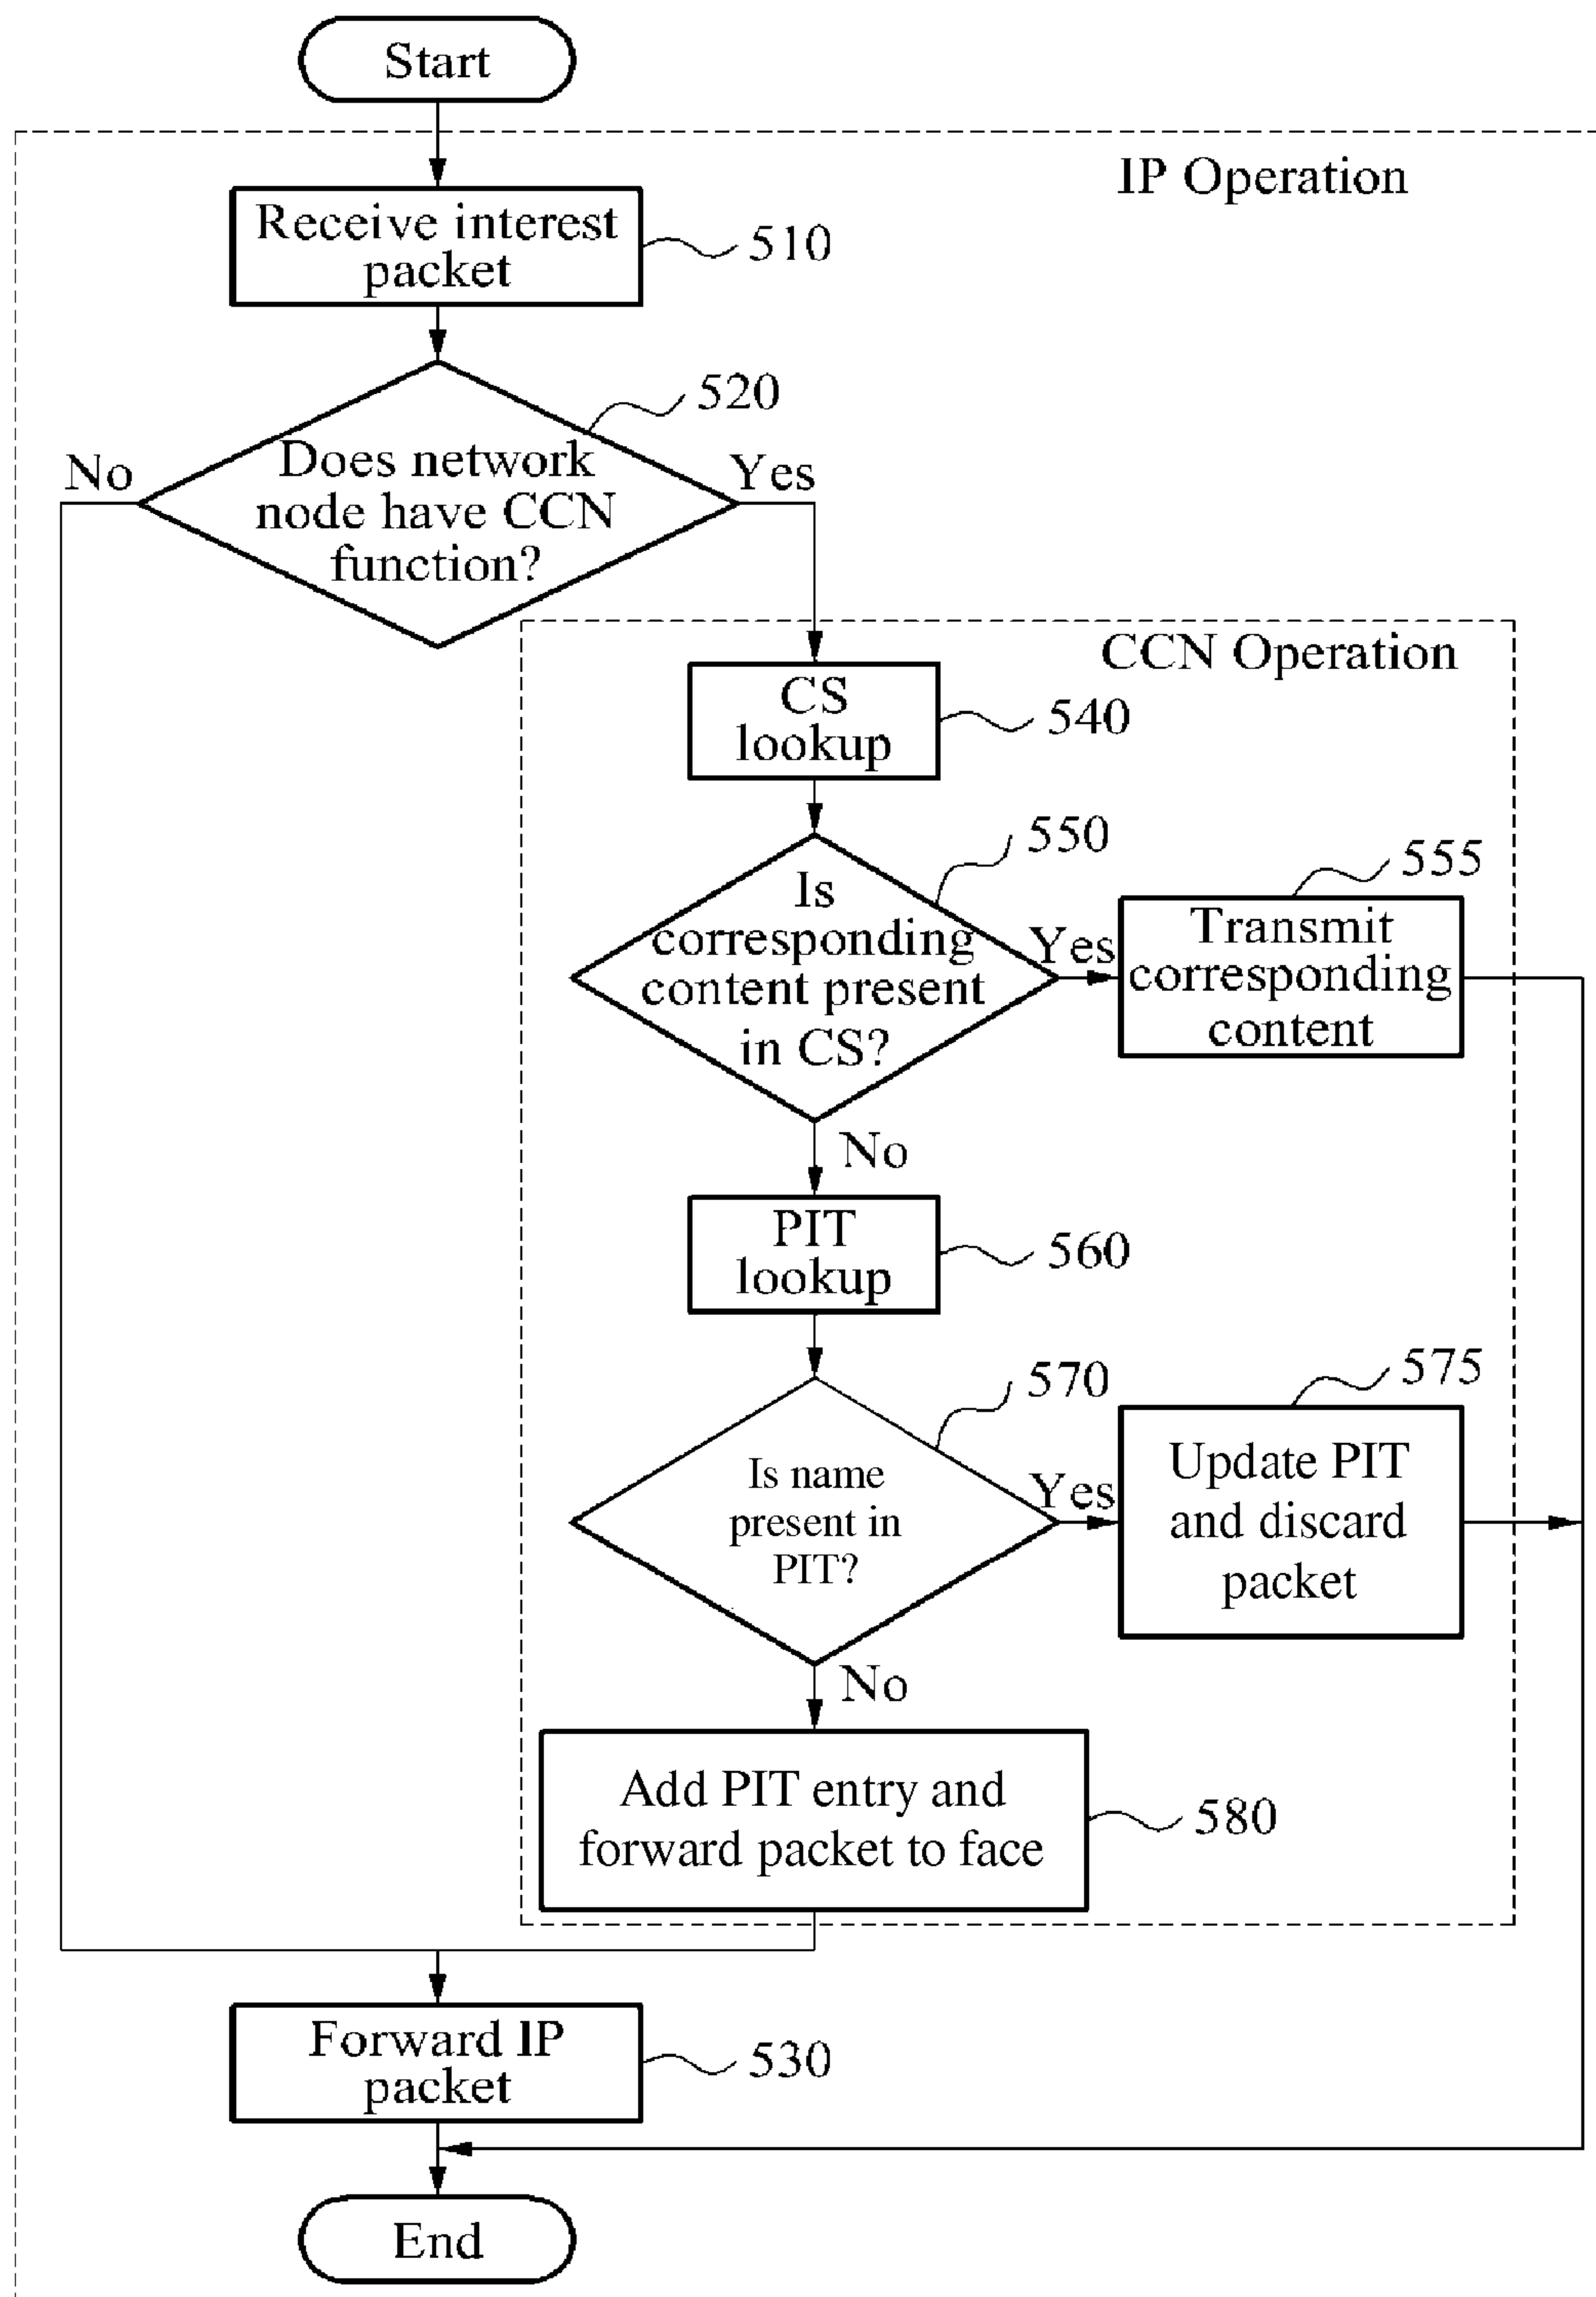 Start
IP Operation
Receive interest
packet
510
520
Does network
node have CCN
function?
No
Yes
CCN Operation
CS
lookup
540
550
Is
corresponding
content present
in CS?
Yes
555
Transmit
corresponding
content
No
PIT
lookup
560
570
Is name
present in
PIT?
Yes
575
Update PIT
and discard
packet
No
Add PIT entry and
forward packet to face
580
Forward IP
packet
530
End